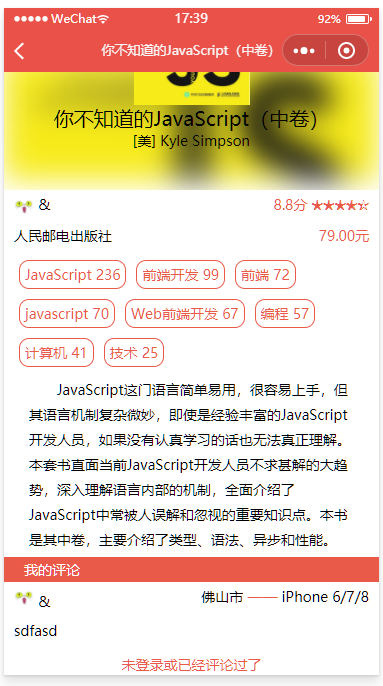 WeChat 17:39 92%
你不知道的JavaScript（中卷）
你不知道的JavaScript（中卷）
[美] Kyle Simpson
& 8.8分
人民邮电出版社 79.00元
JavaScript 236 前端开发 99 前端 72
javascript 70 Web前端开发 67 编程 57
计算机 41 技术 25
JavaScript这门语言简单易用，很容易上手，但
其语言机制复杂微妙，即使是经验丰富的JavaScript
开发人员，如果没有认真学习的话也无法真正理解。
本套书直面当前JavaScript开发人员不求甚解的大趋
势，深入理解语言内部的机制，全面介绍了
JavaScript中常被人误解和忽视的重要知识点。本书
是其中卷，主要介绍了类型、语法、异步和性能。
我的评论
& 佛山市 —— iPhone 6/7/8
sdfasd
未登录或已经评论过了